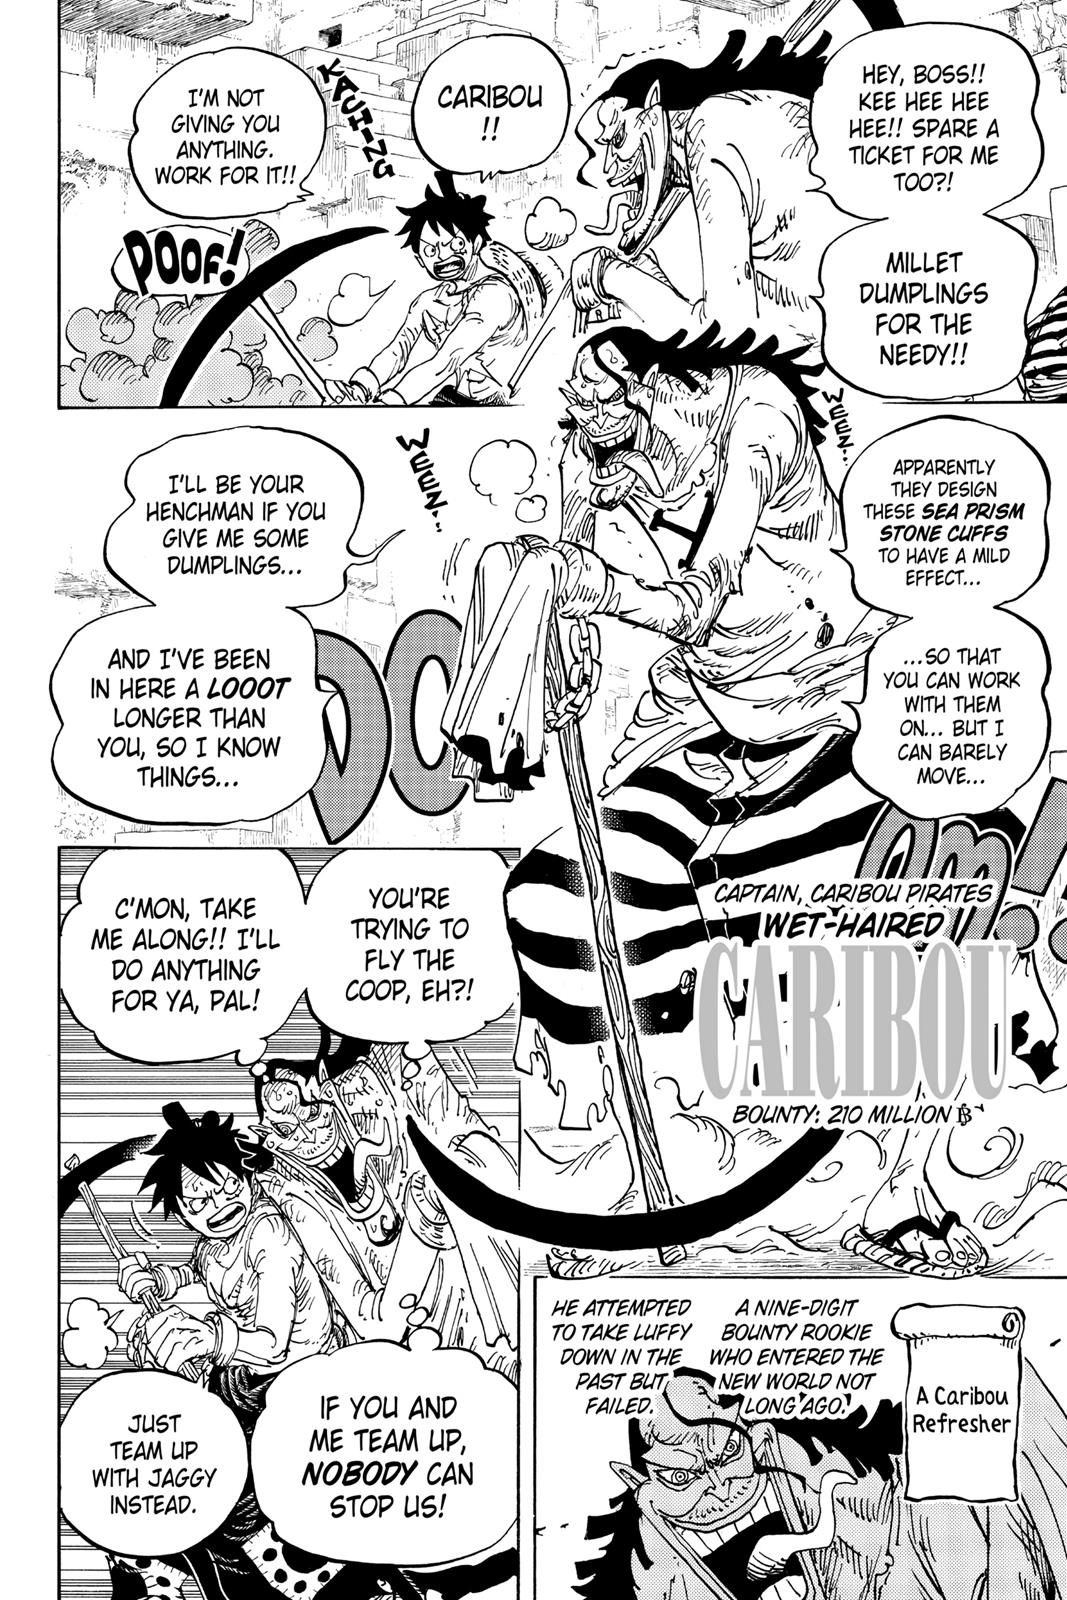 HEY, BOSS!!
KEE HEE HEE
HEE!! SPARE A
TICKET FOR ME
TOO?!
MILLET
DUMPLINGS
FOR THE
NEEDY!!
CARIBOU
!!
KACHING
I'M NOT
GIVING YOU
ANYTHING.
WORK FOR IT!!
POOF!
WEEZ...
APPARENTLY
THEY DESIGN
THESE SEA PRISM
STONE CUFFS
TO HAVE A MILD
EFFECT...
...SO THAT
YOU CAN WORK
WITH THEM
ON... BUT I
CAN BARELY
MOVE...
WEEZ...
I'LL BE YOUR
HENCHMAN IF YOU
GIVE ME SOME
DUMPLINGS...
AND I'VE BEEN
IN HERE A LOOOT
LONGER THAN
YOU, SO I KNOW
THINGS...
DOOM!!
CAPTAIN, CARIBOU PIRATES
WET-HAIRED
CARIBOU
BOUNTY: 210 MILLION ฿
YOU'RE
TRYING TO
FLY THE
COOP, EH?!
C'MON, TAKE
ME ALONG!! I'LL
DO ANYTHING
FOR YA, PAL!
IF YOU AND
ME TEAM UP,
NOBODY CAN
STOP US!
JUST
TEAM UP
WITH JAGGY
INSTEAD.
A Caribou
Refresher
A NINE-DIGIT
BOUNTY ROOKIE
WHO ENTERED THE
NEW WORLD NOT
LONG AGO.
HE ATTEMPTED
TO TAKE LUFFY
DOWN IN THE
PAST BUT
FAILED.